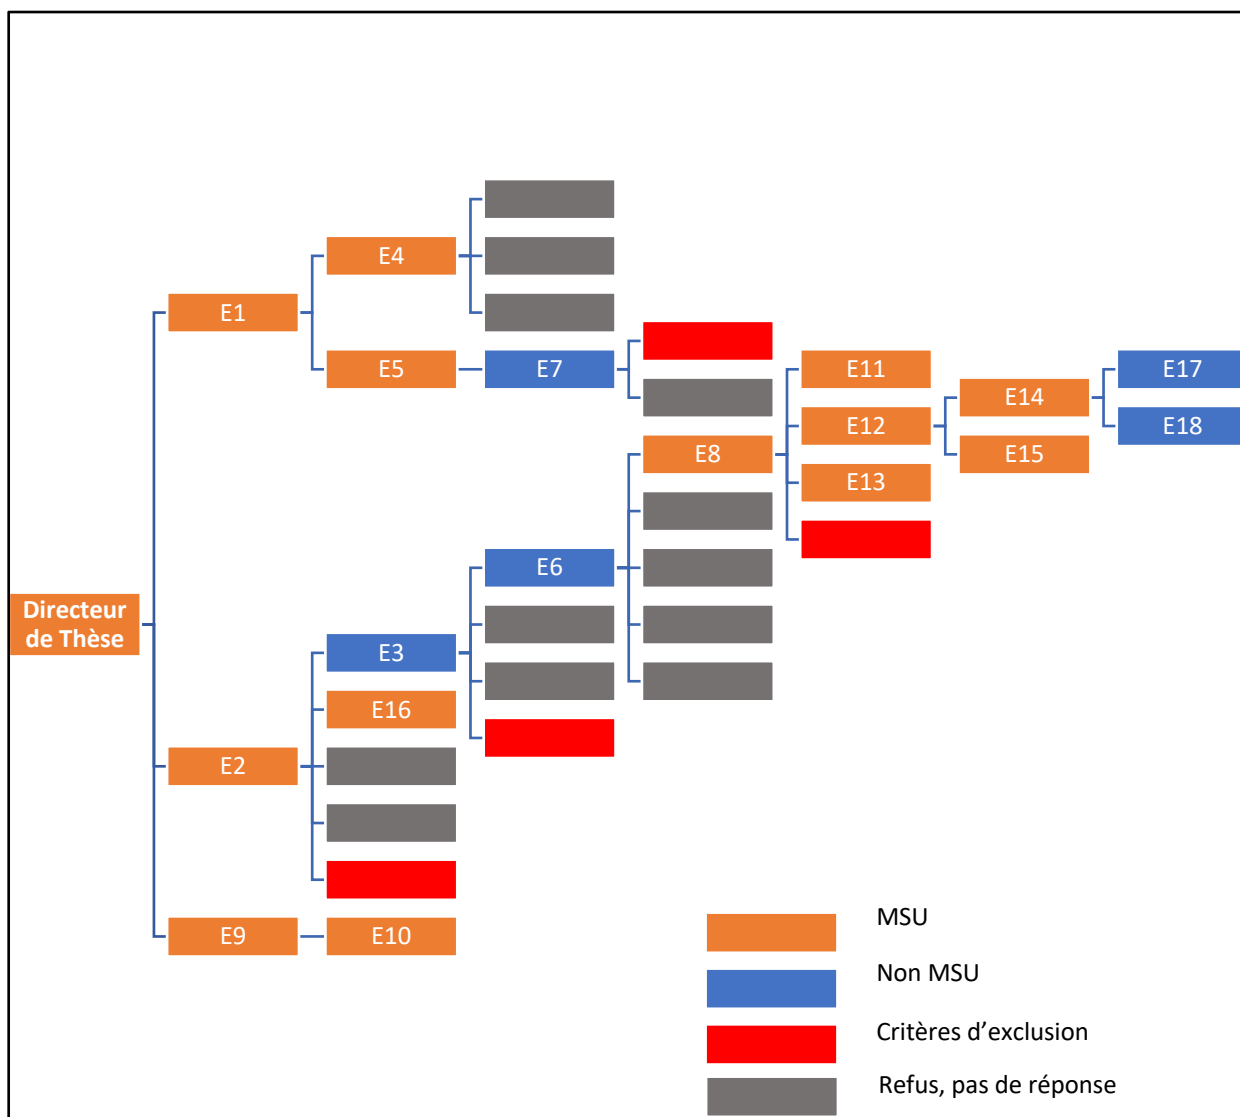 E4
E1
E5
E7
E11
E17
E14
E12
E18
E8
E15
E13
E6
Directeur
de Thèse
E3
E16
E2
E9
E10
MSU
Non MSU
Critères d’exclusion
Refus, pas de réponse